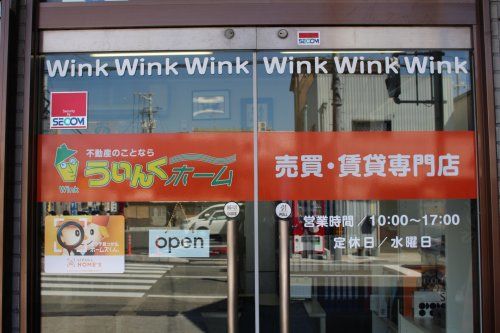 Wink Wink Wink Wink Wink Wink
SECOM
Security
SECOM
不動産のことなら
ういんくホーム
Wink
売買・賃貸専門店
営業時間／10:00～17:00
定休日／水曜日
open
PULL
HOME'S